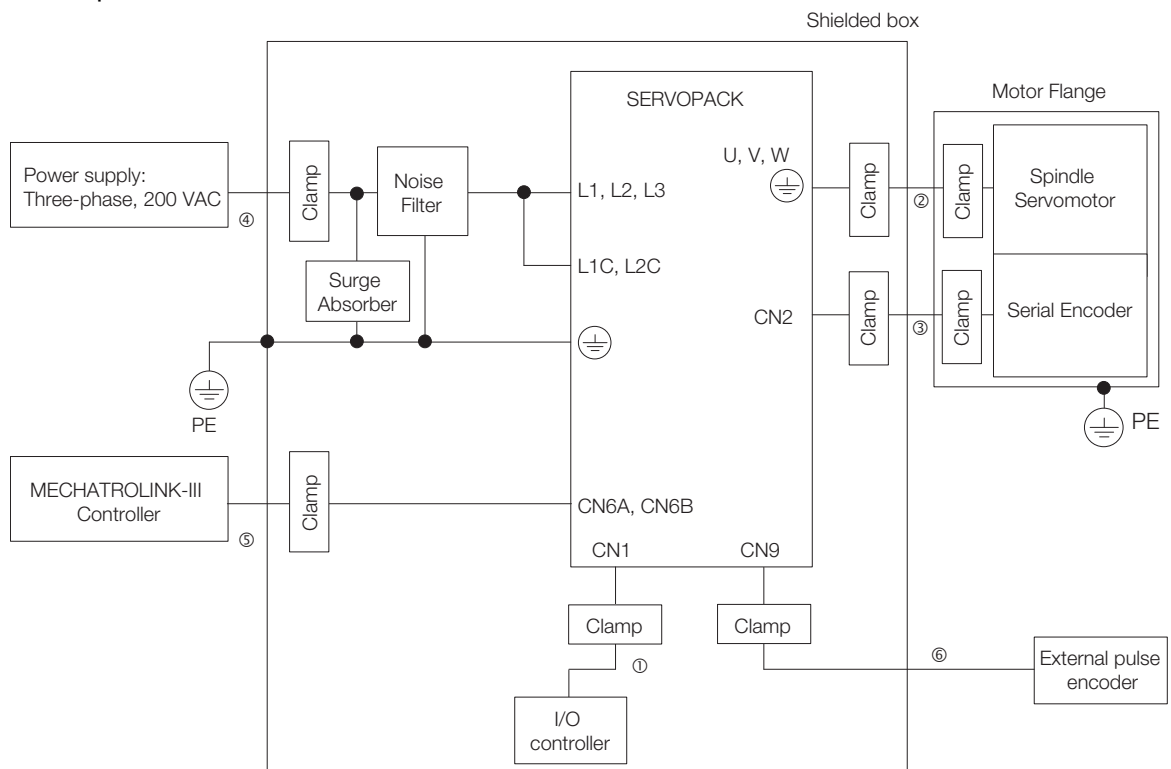 Shielded box
SERVOPACK
Motor Flange
Power supply:
Three-phase, 200 VAC
④
Clamp
Noise
Filter
L1, L2, L3
U, V, W
Clamp
②
Clamp
Spindle
Servomotor
Surge
Absorber
L1C, L2C
CN2
Clamp
③
Clamp
Serial Encoder
PE
PE
MECHATROLINK-III
Controller
⑤
Clamp
CN6A, CN6B
CN1
CN9
Clamp
Clamp
①
⑥
I/O
controller
External pulse
encoder